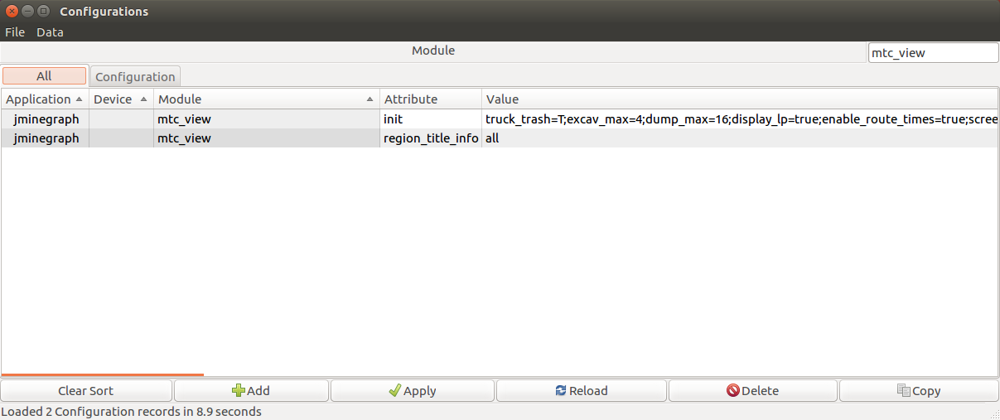 Configurations
File Data
Module mtc_view
All Configuration
Application Device Module Attribute Value
jminegraph mtc_view init truck_trash=T;excav_max=4;dump_max=16;display_lp=true;enable_route_times=true;scree
jminegraph mtc_view region_title_info all
Clear Sort Add Apply Reload Delete Copy
Loaded 2 Configuration records in 8.9 seconds